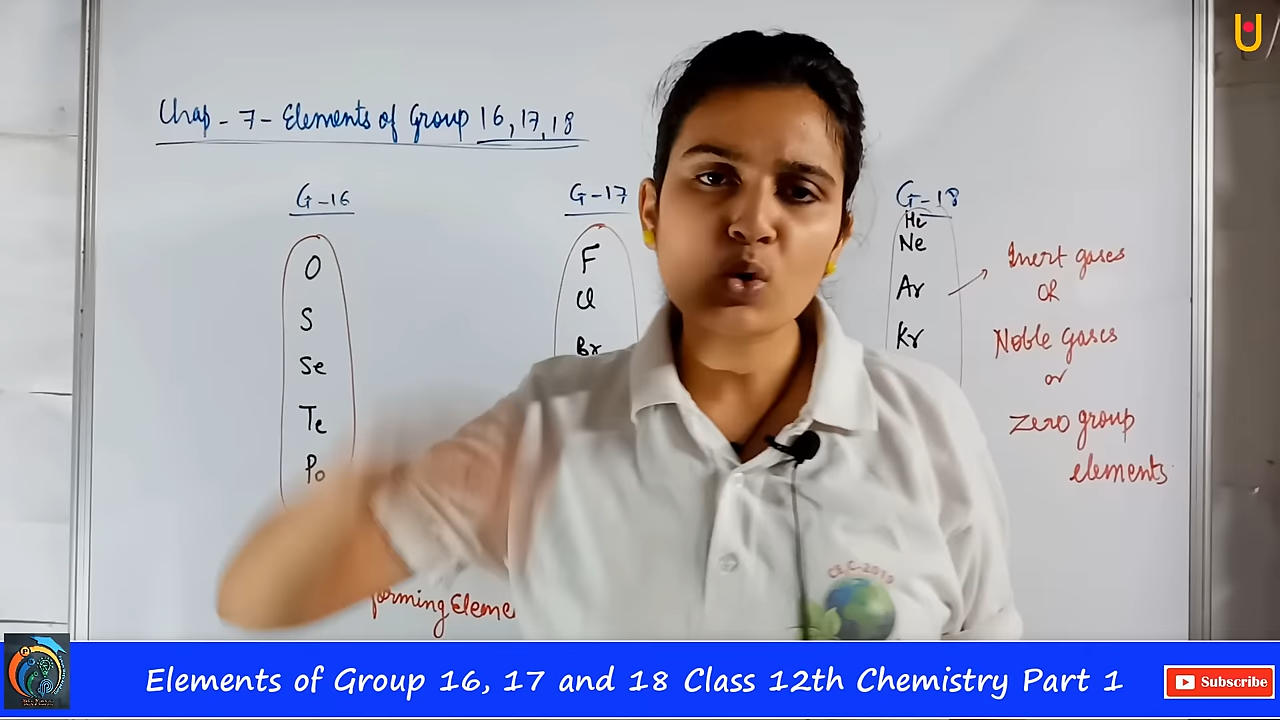 Chap - 7 - Elements of Group 16, 17, 18
G-16
O
S
Se
Te
Po
G-17
F
Cl
Br
G-18
He
Ne
Ar
Kr
Inert gases
OR
Noble gases
or
Zero group
elements
forming Eleme
CEC-2019
Elements of Group 16, 17 and 18 Class 12th Chemistry Part 1
Subscribe